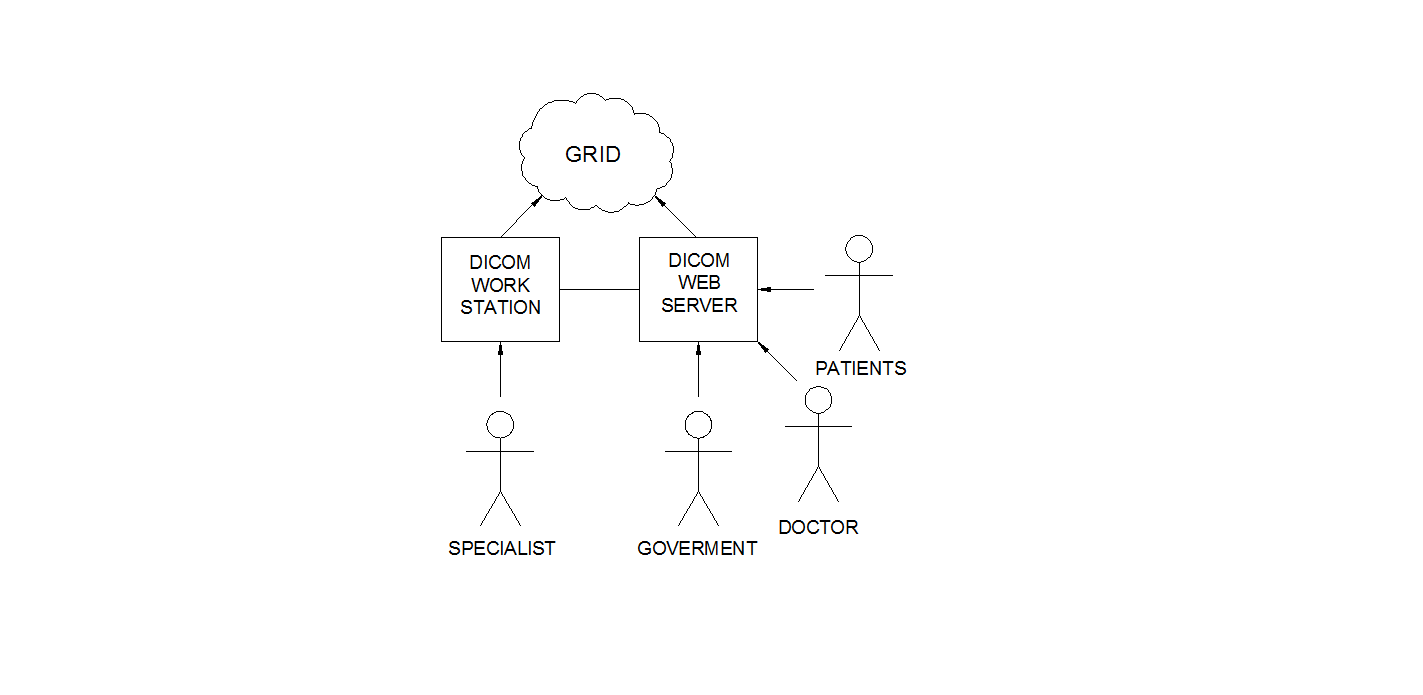 GRID
DICOM
WORK
STATION
DICOM
WEB
SERVER
PATIENTS
SPECIALIST
GOVERMENT
DOCTOR